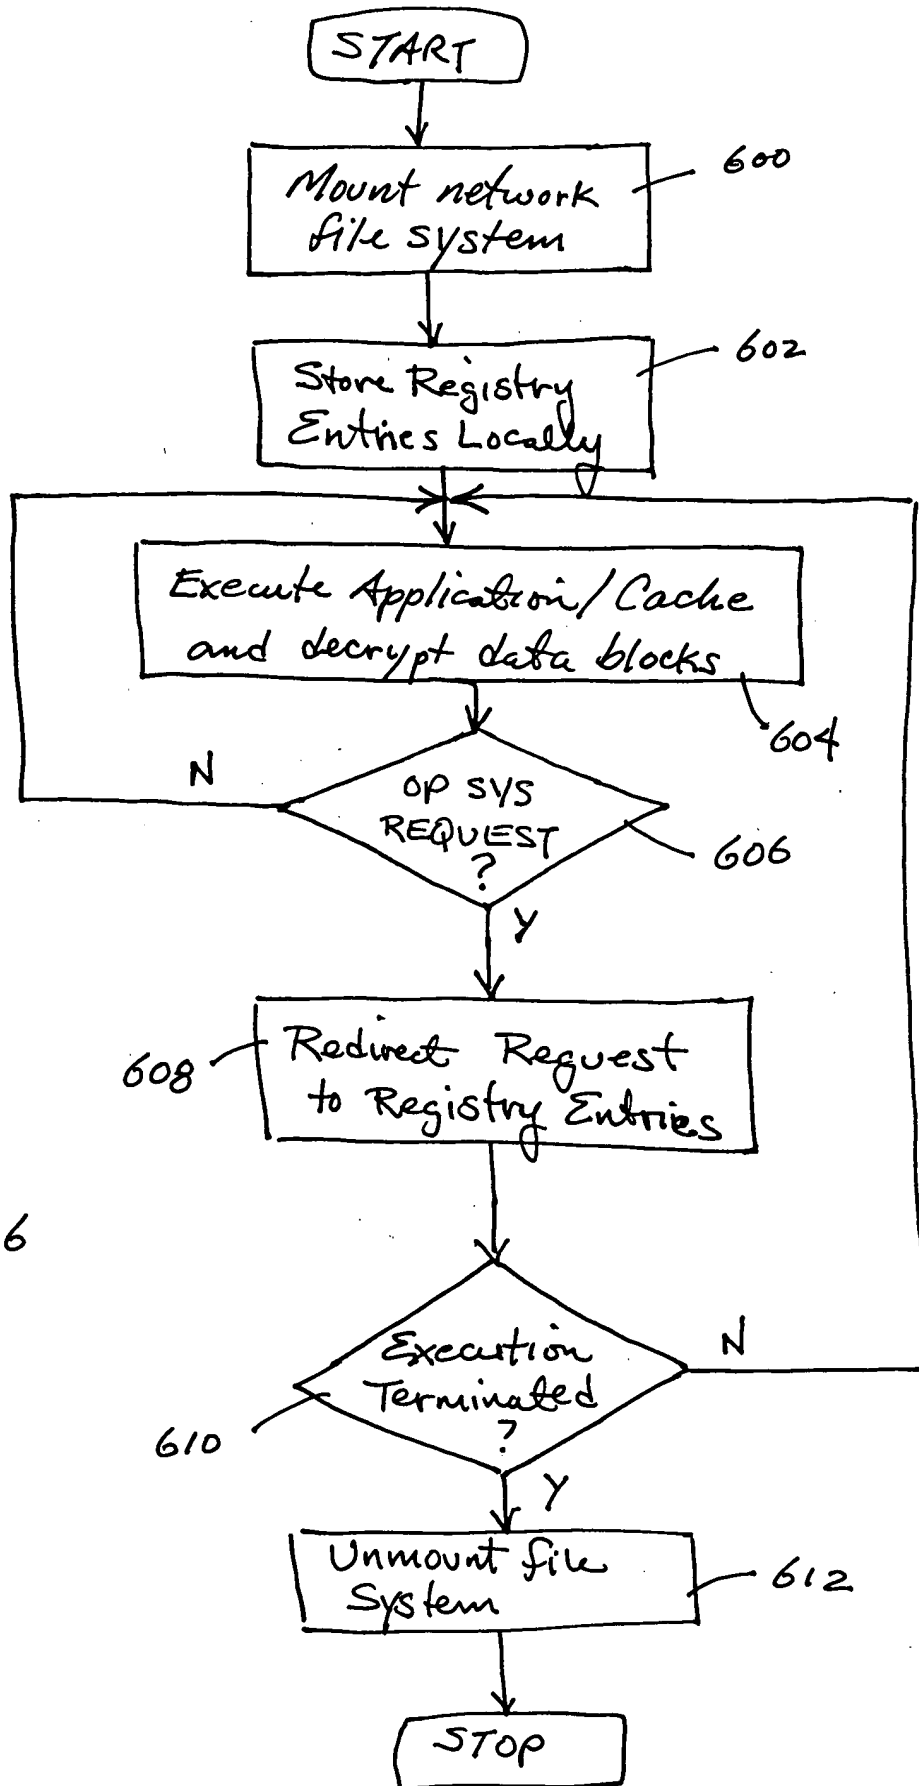 START
Mount network
file system
600
Store Registry
Entries Locally
602
Execute Application/Cache
and decrypt data blocks
604
N
OP SYS
REQUEST
?
606
Y
608
Redirect Request
to Registry Entries
6
Execution
Terminated
?
N
610
Y
Unmount file
System
612
STOP